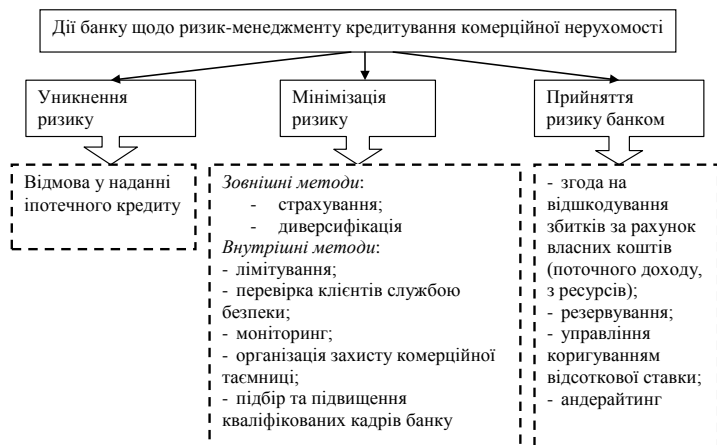 Дії банку щодо ризик-менеджменту кредитування комерційної нерухомості
Уникнення
ризику
Мінімізація
ризику
Прийняття
ризику банком
Відмова у наданні
іпотечного кредиту
Зовнішні методи:
- страхування;
- диверсифікація
Внутрішні методи:
- лімітування;
- перевірка клієнтів службою
безпеки;
- моніторинг;
- організація захисту комерційної
таємниці;
- підбір та підвищення
кваліфікованих кадрів банку
- згода на
відшкодування
збитків за рахунок
власних коштів
(поточного доходу,
з ресурсів);
- резервування;
- управління
коригуванням
відсоткової ставки;
- андерайтинг